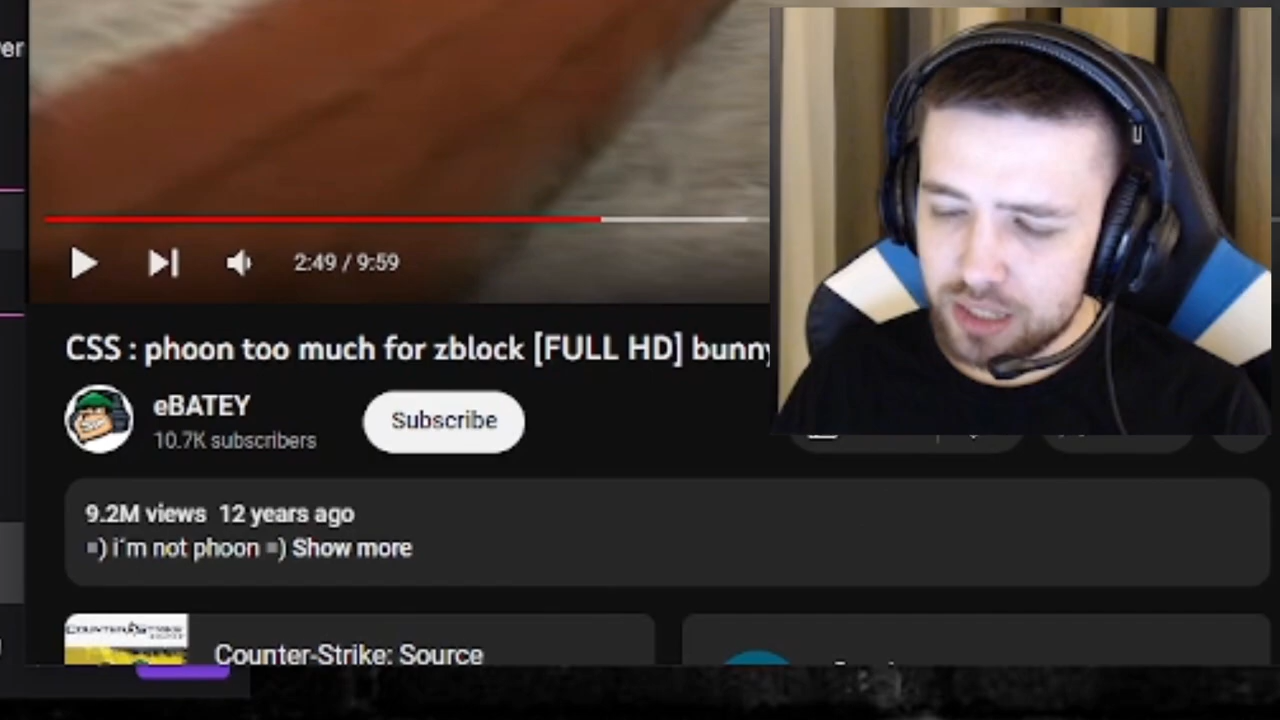 er
2:49 / 9:59
CSS : phoon too much for zblock [FULL HD] bunny
eBATEY
Subscribe
10.7K subscribers
9.2M views 12 years ago
=) i´m not phoon =) Show more
Counter-Strike: Source